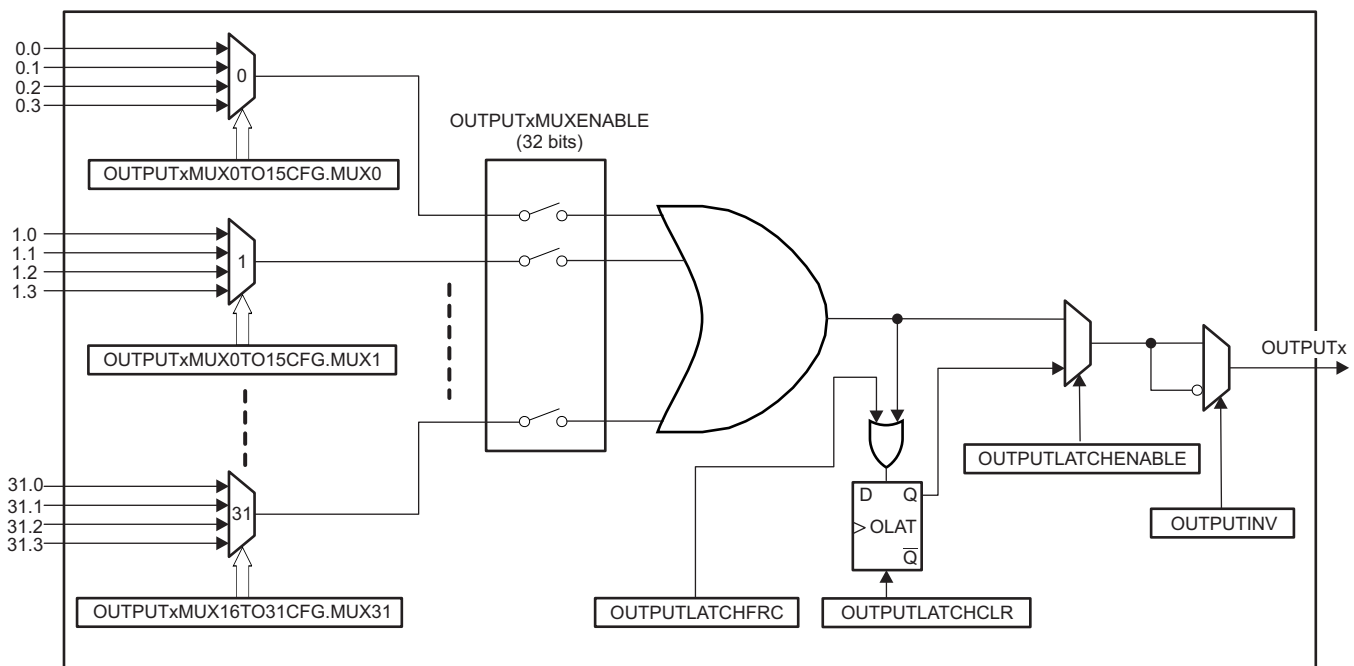 0.0
0.1
0.2
0.3
0
OUTPUTxMUX0TO15CFG.MUX0
OUTPUTxMUXENABLE
(32 bits)
1.0
1.1
1.2
1.3
1
OUTPUTxMUX0TO15CFG.MUX1
31.0
31.1
31.2
31.3
31
OUTPUTxMUX16TO31CFG.MUX31
D Q
OLAT
Q̅
OUTPUTLATCHFRC
OUTPUTLATCHCLR
OUTPUTLATCHENABLE
OUTPUTINV
OUTPUTx